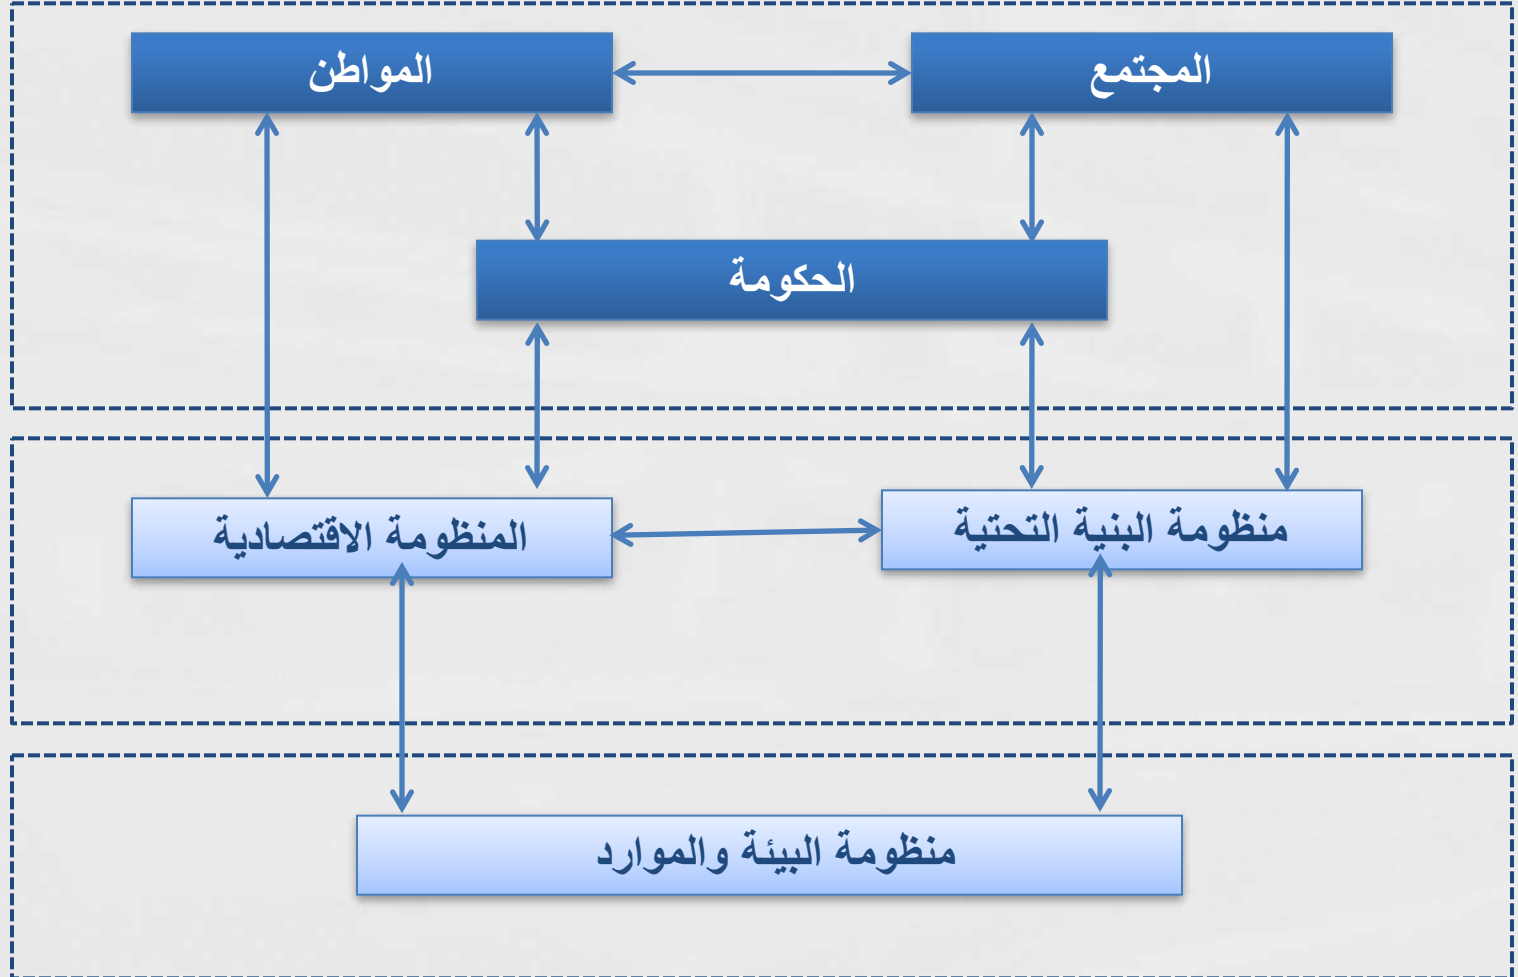 المجتمع
المواطن
الحكومة
منظومة البنية التحتية
المنظومة الاقتصادية
منظومة البيئة والموارد